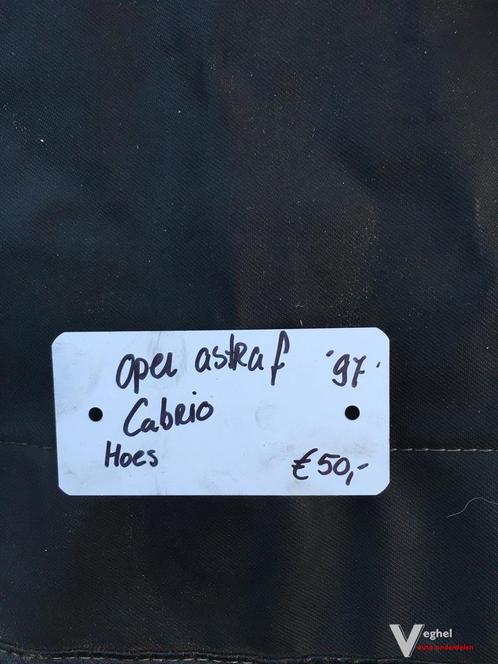 Opel astra f '97'
Cabrio
Hoes €50,-
Veghel
auto onderdelen